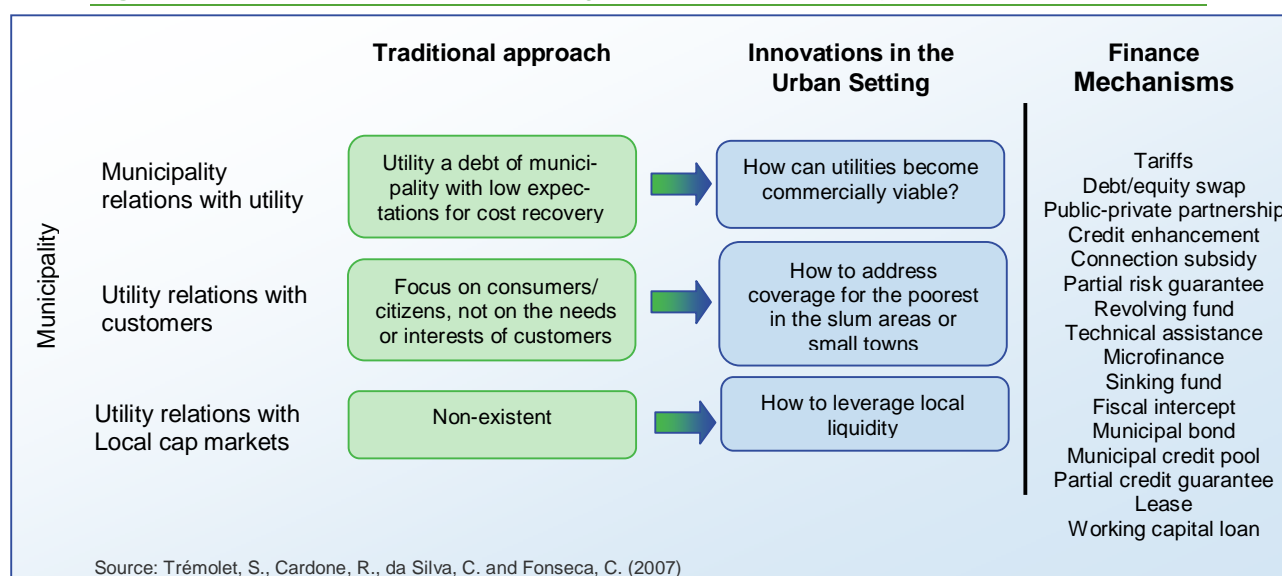 Traditional approach
Innovations in the
Urban Setting
Finance
Mechanisms
Municipality
Municipality
relations with utility
Utility a debt of munici-
pality with low expec-
tations for cost recovery
How can utilities become
commercially viable?
Utility relations with
customers
Focus on consumers/
citizens, not on the needs
or interests of customers
How to address
coverage for the poorest
in the slum areas or
small towns
Utility relations with
Local cap markets
Non-existent
How to leverage local
liquidity
Tariffs
Debt/equity swap
Public-private partnership
Credit enhancement
Connection subsidy
Partial risk guarantee
Revolving fund
Technical assistance
Microfinance
Sinking fund
Fiscal intercept
Municipal bond
Municipal credit pool
Partial credit guarantee
Lease
Working capital loan
Source: Trémolet, S., Cardone, R., da Silva, C. and Fonseca, C. (2007)